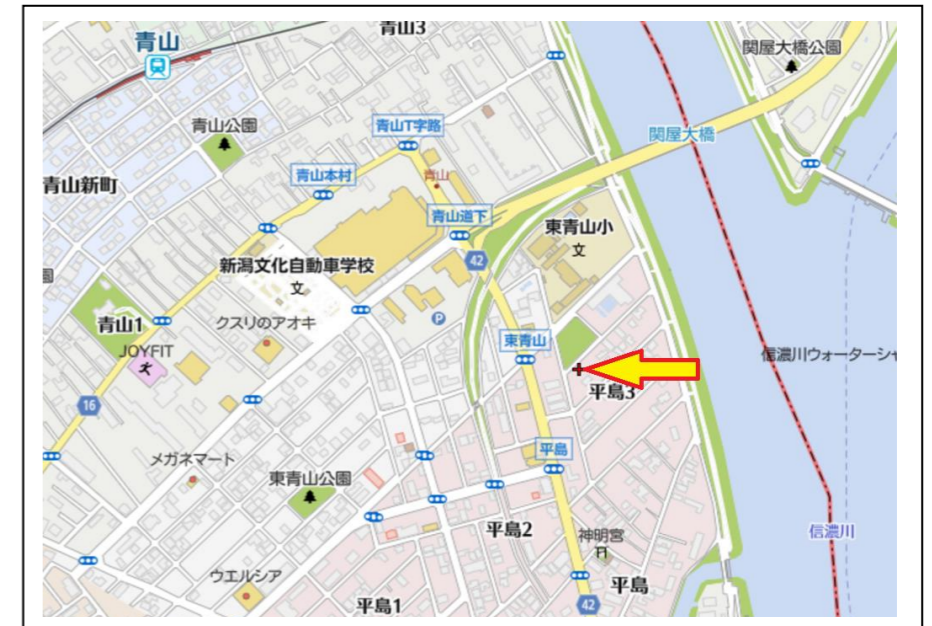 青山3
青山
関屋大橋公園
青山公園
青山T字路
関屋大橋
青山本村
青山
青山新町
青山道下
東青山小
文
42
新潟文化自動車学校
文
園
青山1
クスリのアオキ
P
東青山
JOYFIT
信濃川ウォーターシャ
平島3
16
メガネマート
平島
東青山公園
平島2
神明宮
信濃川
ウエルシア
平島
平島1
42